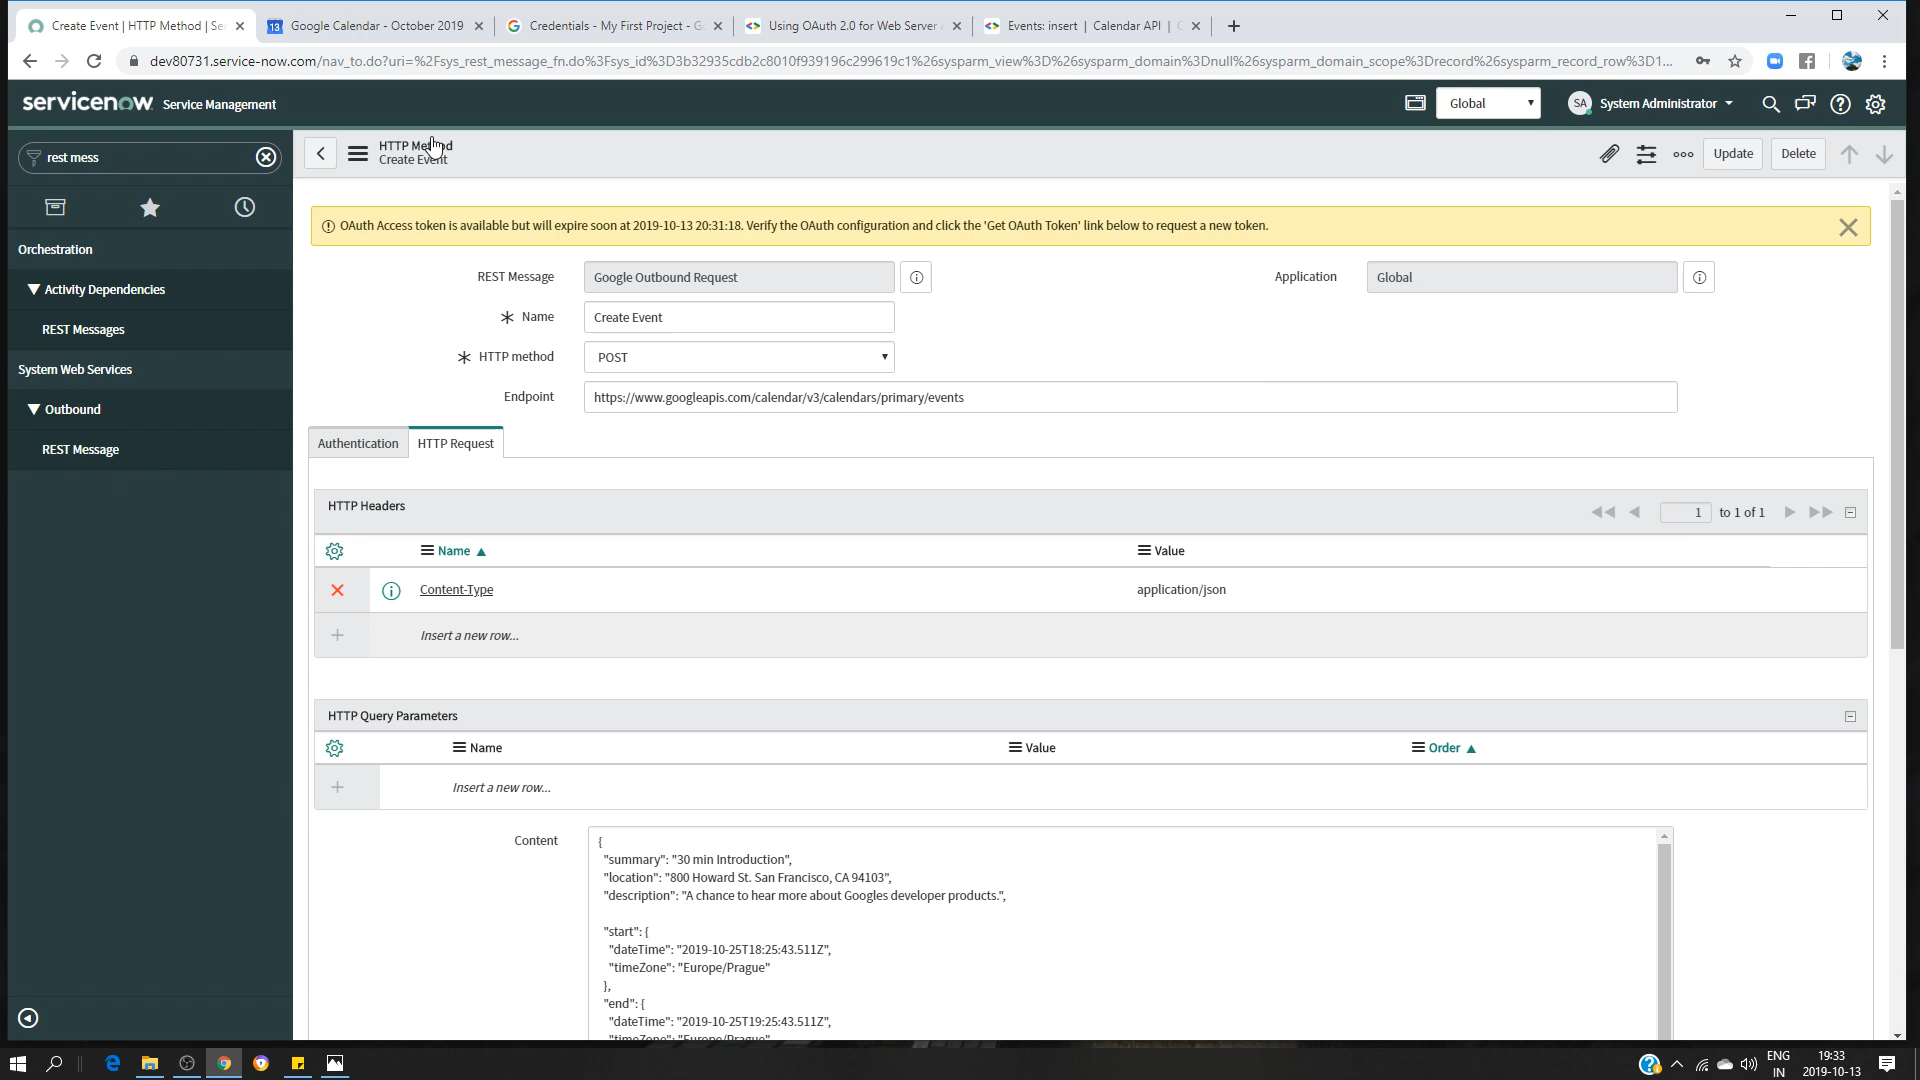 Create Event | HTTP Method | Se
Google Calendar - October 2019
Credentials - My First Project - G
Using OAuth 2.0 for Web Server
Events: insert | Calendar API |
dev80731.service-now.com/nav_to.do?uri=%2Fsys_rest_message_fn.do%3Fsys_id%3D3b32935cdb2c8010f939196c299619c1%26sysparm_view%3D%26sysparm_domain%3Dnull%26sysparm_domain_scope%3Drecord%26sysparm_record_row%3D1...
servicenow Service Management
Global
SA System Administrator
rest mess
HTTP Method
Create Event
Update
Delete
Orchestration
Activity Dependencies
REST Messages
System Web Services
Outbound
REST Message
OAuth Access token is available but will expire soon at 2019-10-13 20:31:18. Verify the OAuth configuration and click the 'Get OAuth Token' link below to request a new token.
REST Message
Google Outbound Request
Application
Global
Name
Create Event
HTTP method
POST
Endpoint
https://www.googleapis.com/calendar/v3/calendars/primary/events
Authentication
HTTP Request
HTTP Headers
1 to 1 of 1
Name
Value
Content-Type
application/json
Insert a new row...
HTTP Query Parameters
Name
Value
Order
Insert a new row...
Content
{
"summary": "30 min Introduction",
"location": "800 Howard St. San Francisco, CA 94103",
"description": "A chance to hear more about Googles developer products.",
"start": {
"dateTime": "2019-10-25T18:25:43.511Z",
"timeZone": "Europe/Prague"
},
"end": {
"dateTime": "2019-10-25T19:25:43.511Z",
"timeZone": "Europe/Prague"
ENG
IN
19:33
2019-10-13